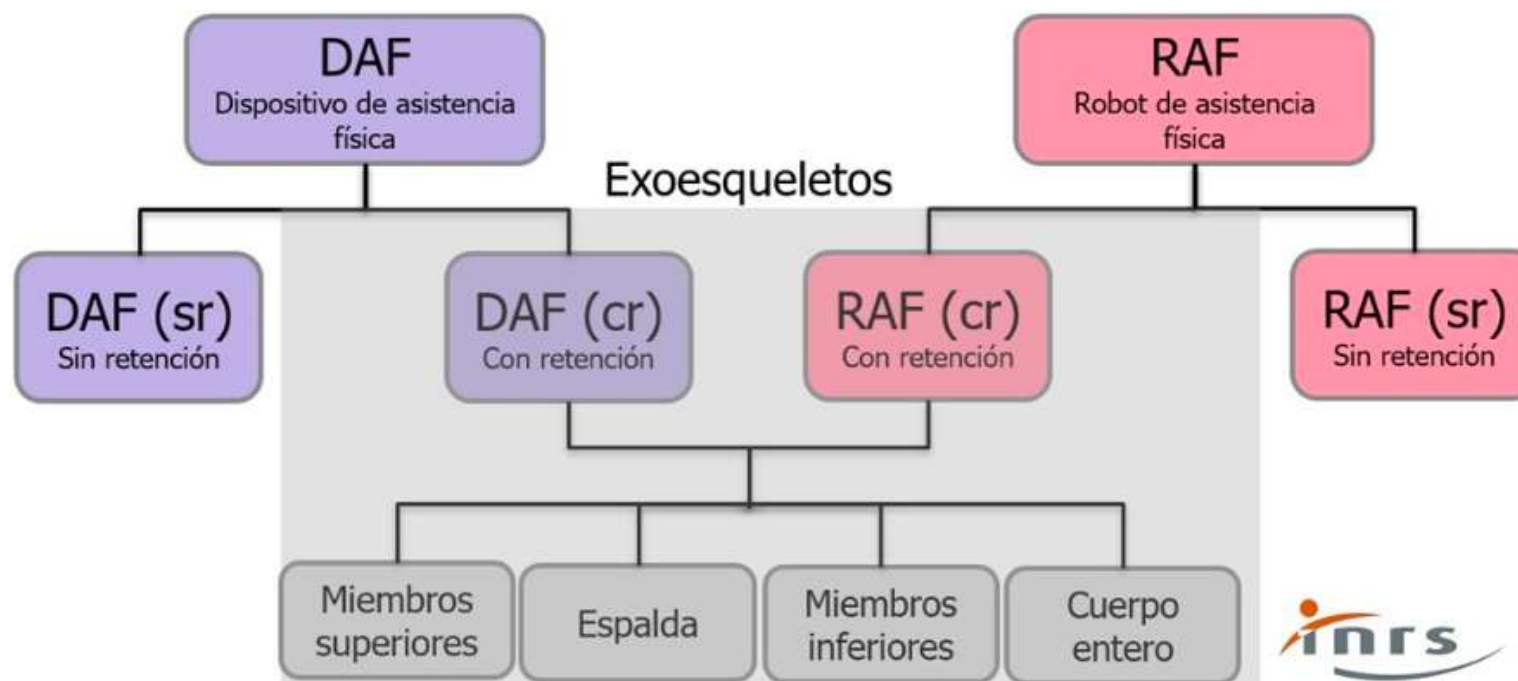 DAF
Dispositivo de asistencia
física
RAF
Robot de asistencia
física
Exoesqueletos
DAF (sr)
Sin retención
DAF (cr)
Con retención
RAF (cr)
Con retención
RAF (sr)
Sin retención
Miembros
superiores
Espalda
Miembros
inferiores
Cuerpo
entero
inrs